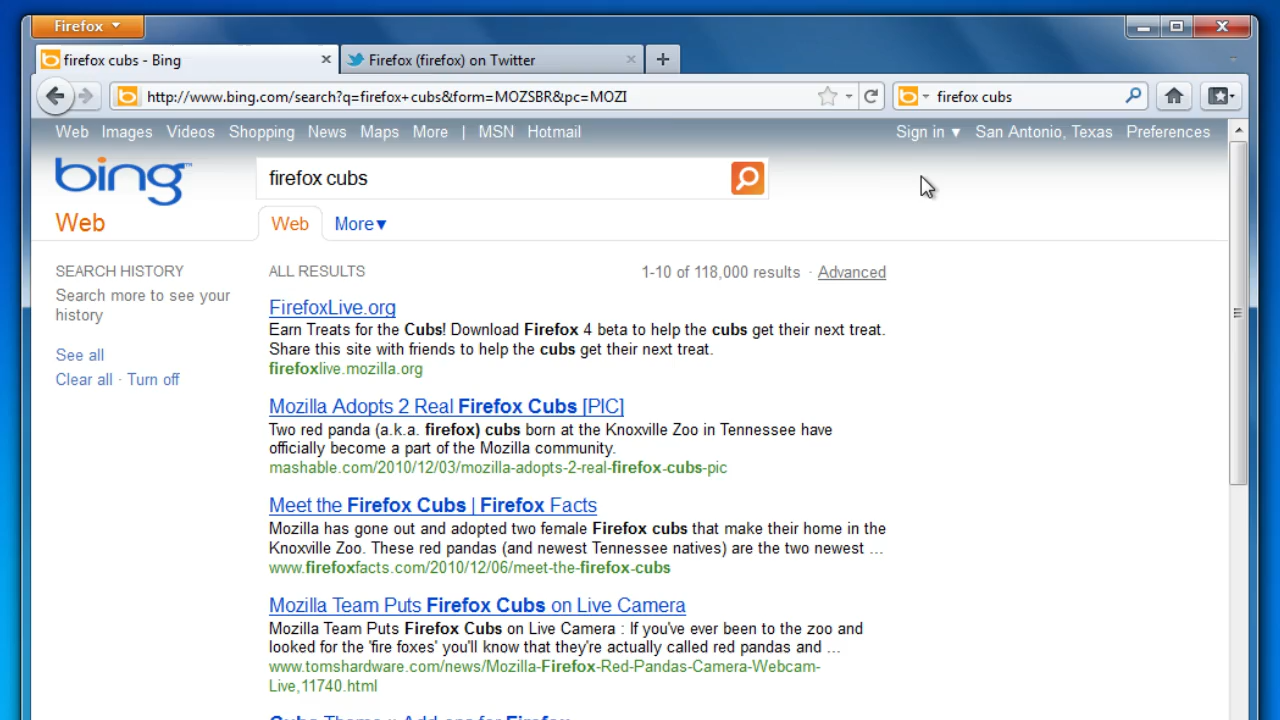 Firefox
firefox cubs - Bing
Firefox (firefox) on Twitter
http://www.bing.com/search?q=firefox+cubs&form=MOZSBR&pc=MOZI
firefox cubs
Web Images Videos Shopping News Maps More | MSN Hotmail
Sign in San Antonio, Texas Preferences
bing™
firefox cubs
Web
Web More
SEARCH HISTORY
Search more to see your
history
See all
Clear all · Turn off
ALL RESULTS
1-10 of 118,000 results · Advanced
FirefoxLive.org
Earn Treats for the Cubs! Download Firefox 4 beta to help the cubs get their next treat.
Share this site with friends to help the cubs get their next treat.
firefoxlive.mozilla.org
Mozilla Adopts 2 Real Firefox Cubs [PIC]
Two red panda (a.k.a. firefox) cubs born at the Knoxville Zoo in Tennessee have
officially become a part of the Mozilla community.
mashable.com/2010/12/03/mozilla-adopts-2-real-firefox-cubs-pic
Meet the Firefox Cubs | Firefox Facts
Mozilla has gone out and adopted two female Firefox cubs that make their home in the
Knoxville Zoo. These red pandas (and newest Tennessee natives) are the two newest ...
www.firefoxfacts.com/2010/12/06/meet-the-firefox-cubs
Mozilla Team Puts Firefox Cubs on Live Camera
Mozilla Team Puts Firefox Cubs on Live Camera : If you've ever been to the zoo and
looked for the 'fire foxes' you'll know that they're actually called red pandas and ...
www.tomshardware.com/news/Mozilla-Firefox-Red-Pandas-Camera-Webcam-
Live,11740.html
Cubs Theme :: Add-ons for Firefox